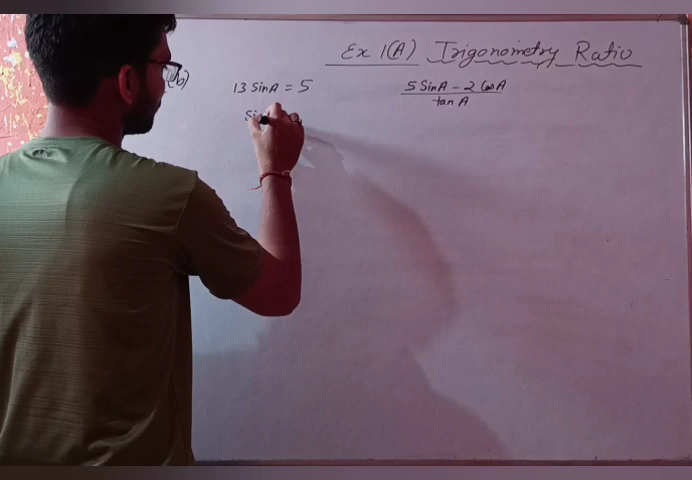 Ex 1(A) Trigonometry Ratio
13 sinA = 5
5 SinA - 2 CosA
tan A